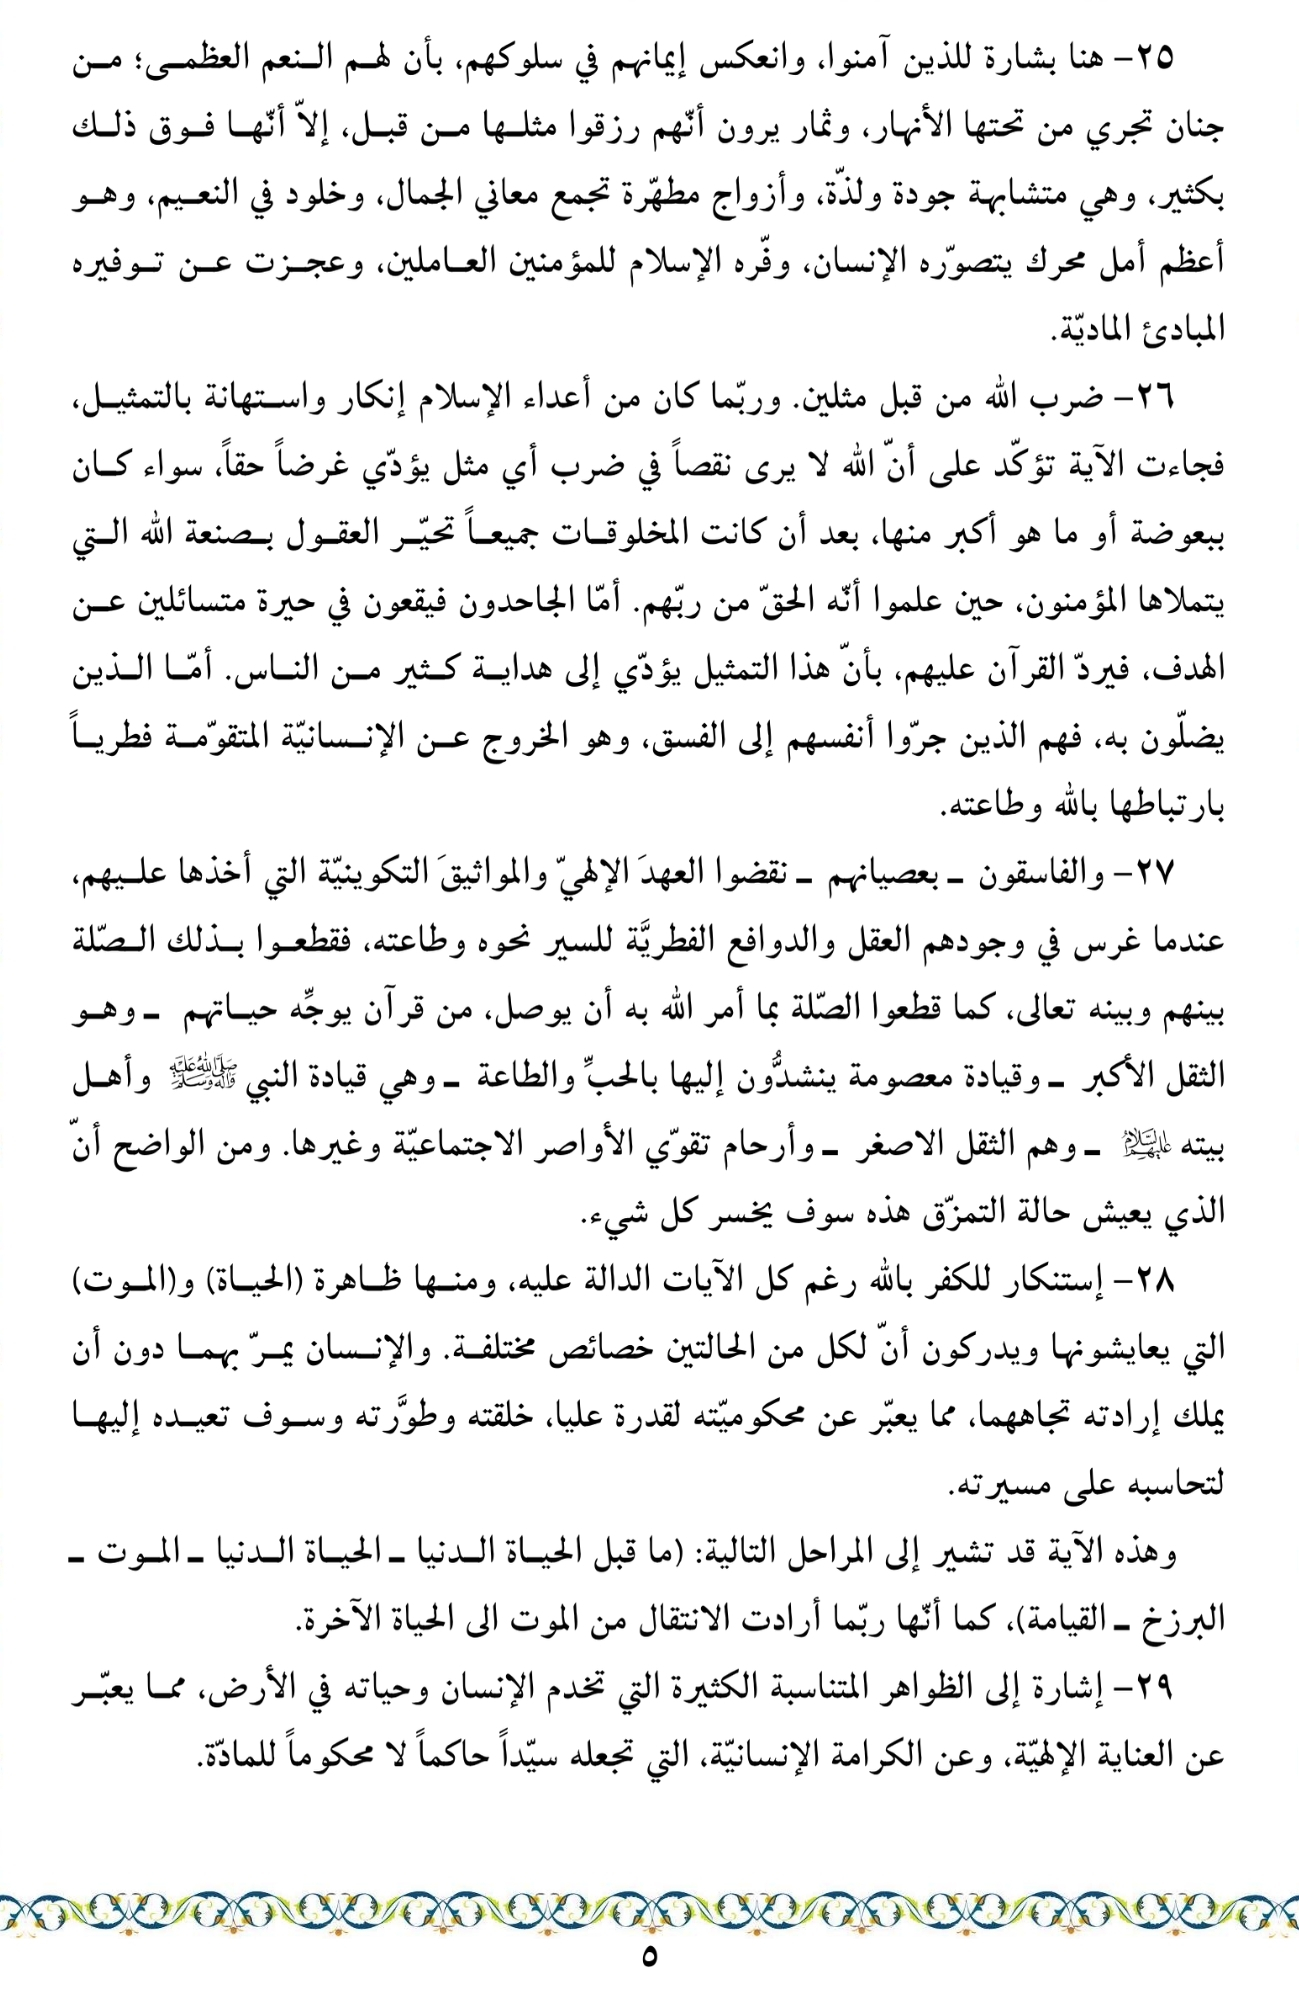 ٢٥- هنا بشارة للذين آمنوا، وانعكس إيمانهم في سلوكهم، بأن لهم النعم العظمى؛ من
جنان تجري من تحتها الأنهار، وثمار يرون أنّهم رزقوا مثلها من قبل، إلاّ أنّها فوق ذلك
بكثير، وهي متشابهة جودة ولذّة، وأزواج مطهّرة تجمع معاني الجمال، وخلود في النعيم، وهو
أعظم أمل محرك يتصوّره الإنسان، وفّره الإسلام للمؤمنين العاملين، وعجزت عن توفيره
المبادئ الماديّة.
٢٦- ضرب الله من قبل مثلين. وربّما كان من أعداء الإسلام إنكار واستهانة بالتمثيل،
فجاءت الآية تؤكّد على أنّ الله لا يرى نقصاً في ضرب أي مثل يؤدّي غرضاً حقاً، سواء كان
ببعوضة أو ما هو أكبر منها، بعد أن كانت المخلوقات جميعاً تحيّر العقول بصنعة الله التي
يتملاها المؤمنون، حين علموا أنّه الحقّ من ربّهم. أمّا الجاحدون فيقعون في حيرة متسائلين عن
الهدف، فيردّ القرآن عليهم، بأنّ هذا التمثيل يؤدّي إلى هداية كثير من الناس. أمّا الذين
يضلّون به، فهم الذين جرّوا أنفسهم إلى الفسق، وهو الخروج عن الإنسانيّة المتقوّمة فطرياً
بارتباطها بالله وطاعته.
٢٧- والفاسقون ـ بعصيانهم ـ نقضوا العهدَ الإلهيّ والمواثيقَ التكوينيّة التي أخذها عليهم،
عندما غرس في وجودهم العقل والدوافع الفطريَّة للسير نحوه وطاعته، فقطعوا بذلك الصّلة
بينهم وبينه تعالى، كما قطعوا الصّلة بما أمر الله به أن يوصل، من قرآن يوجِّه حياتهم ـ وهو
الثقل الأكبر ـ وقيادة معصومة ينشدُّون إليها بالحبِّ والطاعة ـ وهي قيادة النبي صلى الله عليه وآله وسلم وأهل
بيته عليهم السلام ـ وهم الثقل الاصغر ـ وأرحام تقوّي الأواصر الاجتماعيّة وغيرها. ومن الواضح أنّ
الذي يعيش حالة التمزّق هذه سوف يخسر كل شيء.
٢٨- إستنكار للكفر بالله رغم كل الآيات الدالة عليه، ومنها ظاهرة (الحياة) و(الموت)
التي يعايشونها ويدركون أنّ لكل من الحالتين خصائص مختلفة. والإنسان يمرّ بهما دون أن
يملك إرادته تجاههما، مما يعبّر عن محكوميّته لقدرة عليا، خلقته وطورَّته وسوف تعيده إليها
لتحاسبه على مسيرته.
وهذه الآية قد تشير إلى المراحل التالية: (ما قبل الحياة الدنيا ـ الحياة الدنيا ـ الموت ـ
البرزخ ـ القيامة)، كما أنّها ربّما أرادت الانتقال من الموت الى الحياة الآخرة.
٢٩- إشارة إلى الظواهر المتناسبة الكثيرة التي تخدم الإنسان وحياته في الأرض، مما يعبّر
عن العناية الإلهيّة، وعن الكرامة الإنسانيّة، التي تجعله سيّداً حاكماً لا محكوماً للمادّة.
٥